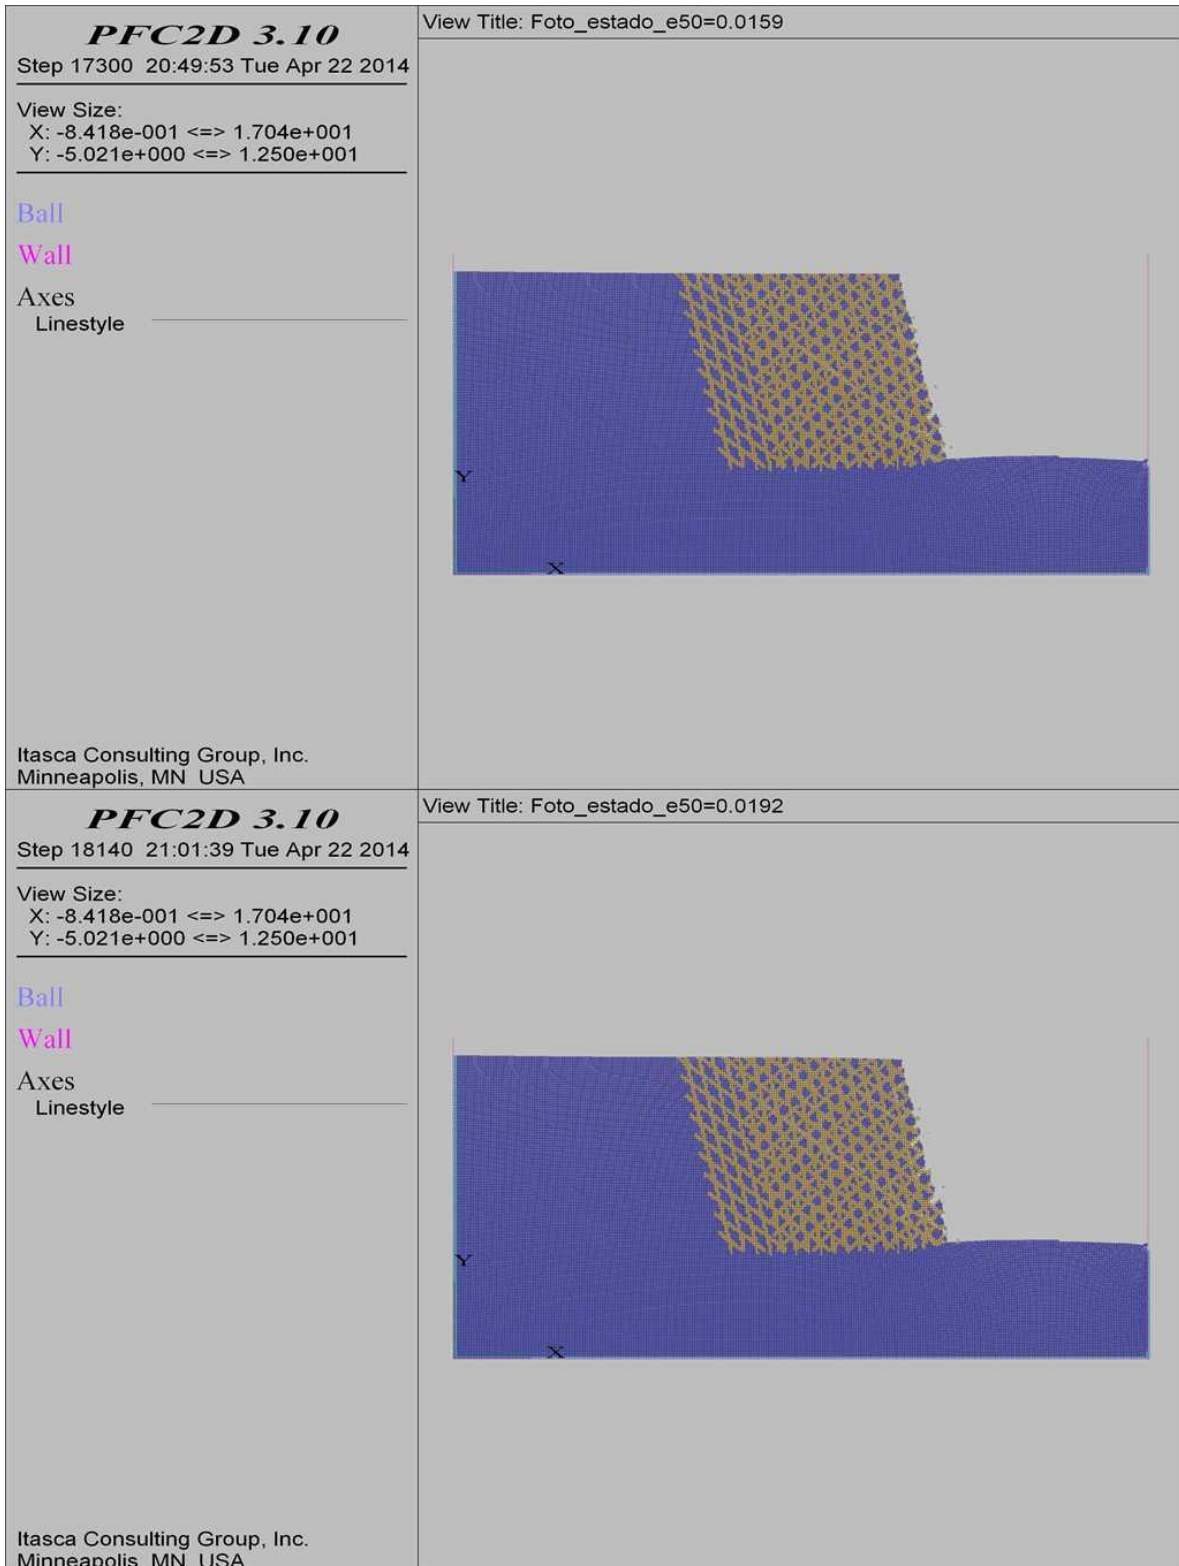 PFC2D 3.10
Step 17300  20:49:53 Tue Apr 22 2014
View Size:
X: -8.418e-001 <=> 1.704e+001
Y: -5.021e+000 <=> 1.250e+001
Ball
Wall
Axes
Linestyle
Itasca Consulting Group, Inc.
Minneapolis, MN  USA
View Title: Foto_estado_e50=0.0159
Y
X
PFC2D 3.10
Step 18140  21:01:39 Tue Apr 22 2014
View Size:
X: -8.418e-001 <=> 1.704e+001
Y: -5.021e+000 <=> 1.250e+001
Ball
Wall
Axes
Linestyle
Itasca Consulting Group, Inc.
Minneapolis, MN  USA
View Title: Foto_estado_e50=0.0192
Y
X